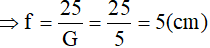 ⇒ f = 25/G = 25/5 = 5(cm)